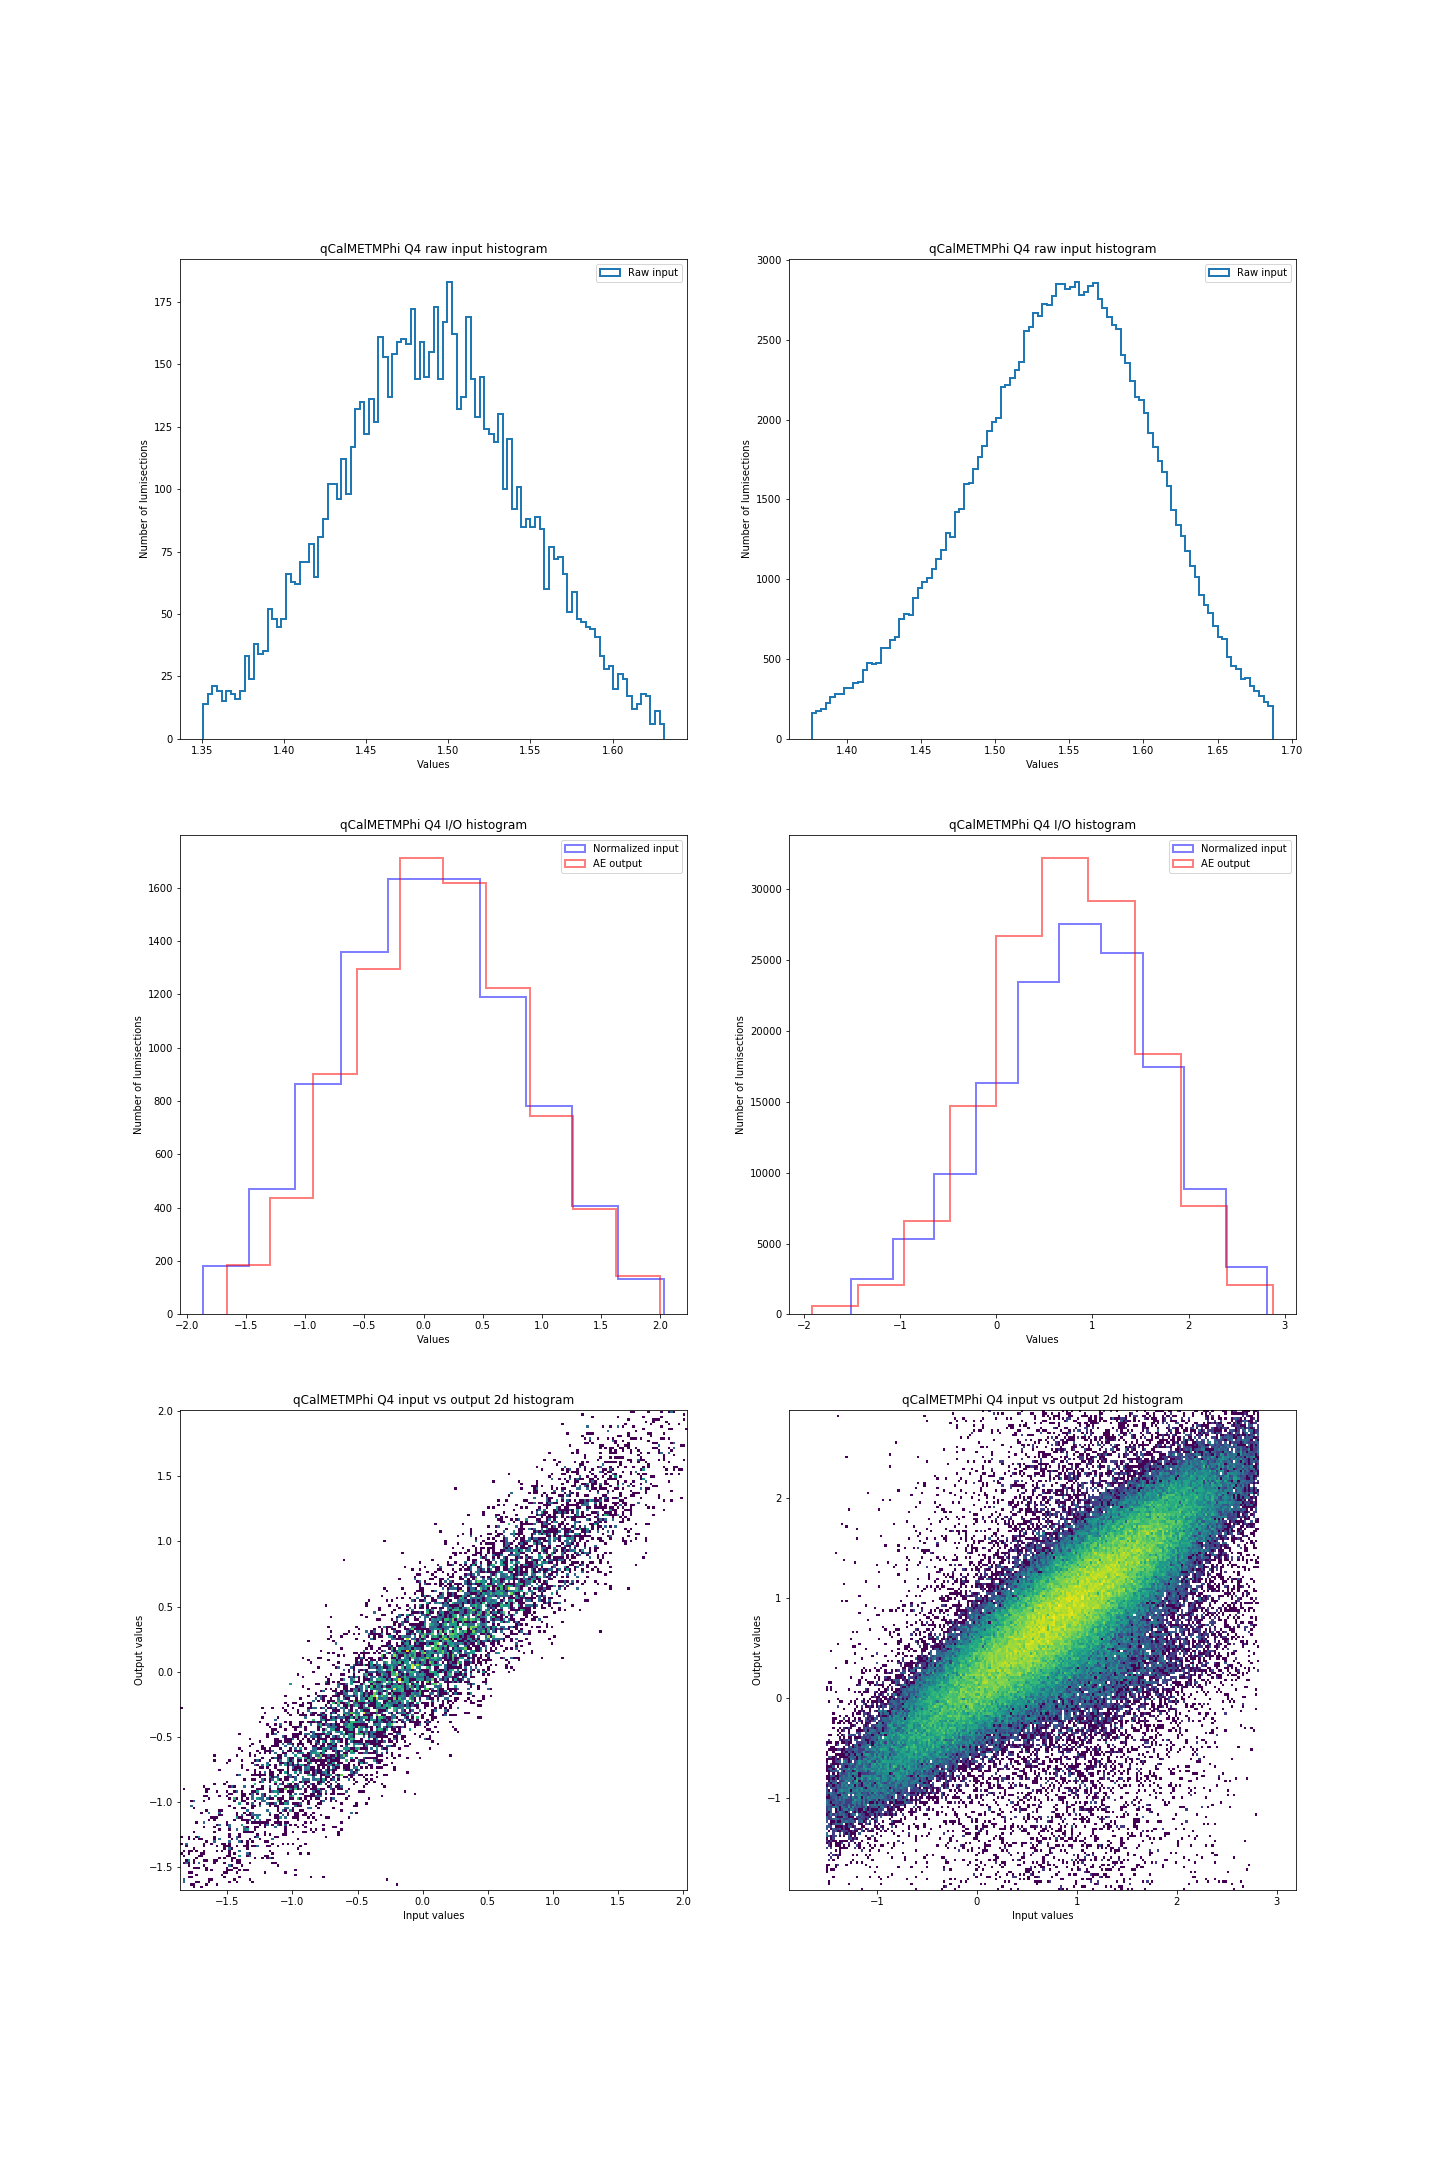 qCalMETMPhi Q4 raw input histogram
Raw input
Number of lumisections
175
150
125
100
75
50
25
0
1.35 1.40 1.45 1.50 1.55 1.60
Values
qCalMETMPhi Q4 raw input histogram
Raw input
Number of lumisections
3000
2500
2000
1500
1000
500
0
1.40 1.45 1.50 1.55 1.60 1.65 1.70
Values
qCalMETMPhi Q4 I/O histogram
Normalized input
AE output
Number of lumisections
1600
1400
1200
1000
800
600
400
200
0
−2.0 −1.5 −1.0 −0.5 0.0 0.5 1.0 1.5 2.0
Values
qCalMETMPhi Q4 I/O histogram
Normalized input
AE output
Number of lumisections
30000
25000
20000
15000
10000
5000
0
−2 −1 0 1 2 3
Values
qCalMETMPhi Q4 input vs output 2d histogram
Output values
2.0
1.5
1.0
0.5
0.0
−0.5
−1.0
−1.5
−1.5 −1.0 −0.5 0.0 0.5 1.0 1.5 2.0
Input values
qCalMETMPhi Q4 input vs output 2d histogram
Output values
2
1
0
−1
−1 0 1 2 3
Input values